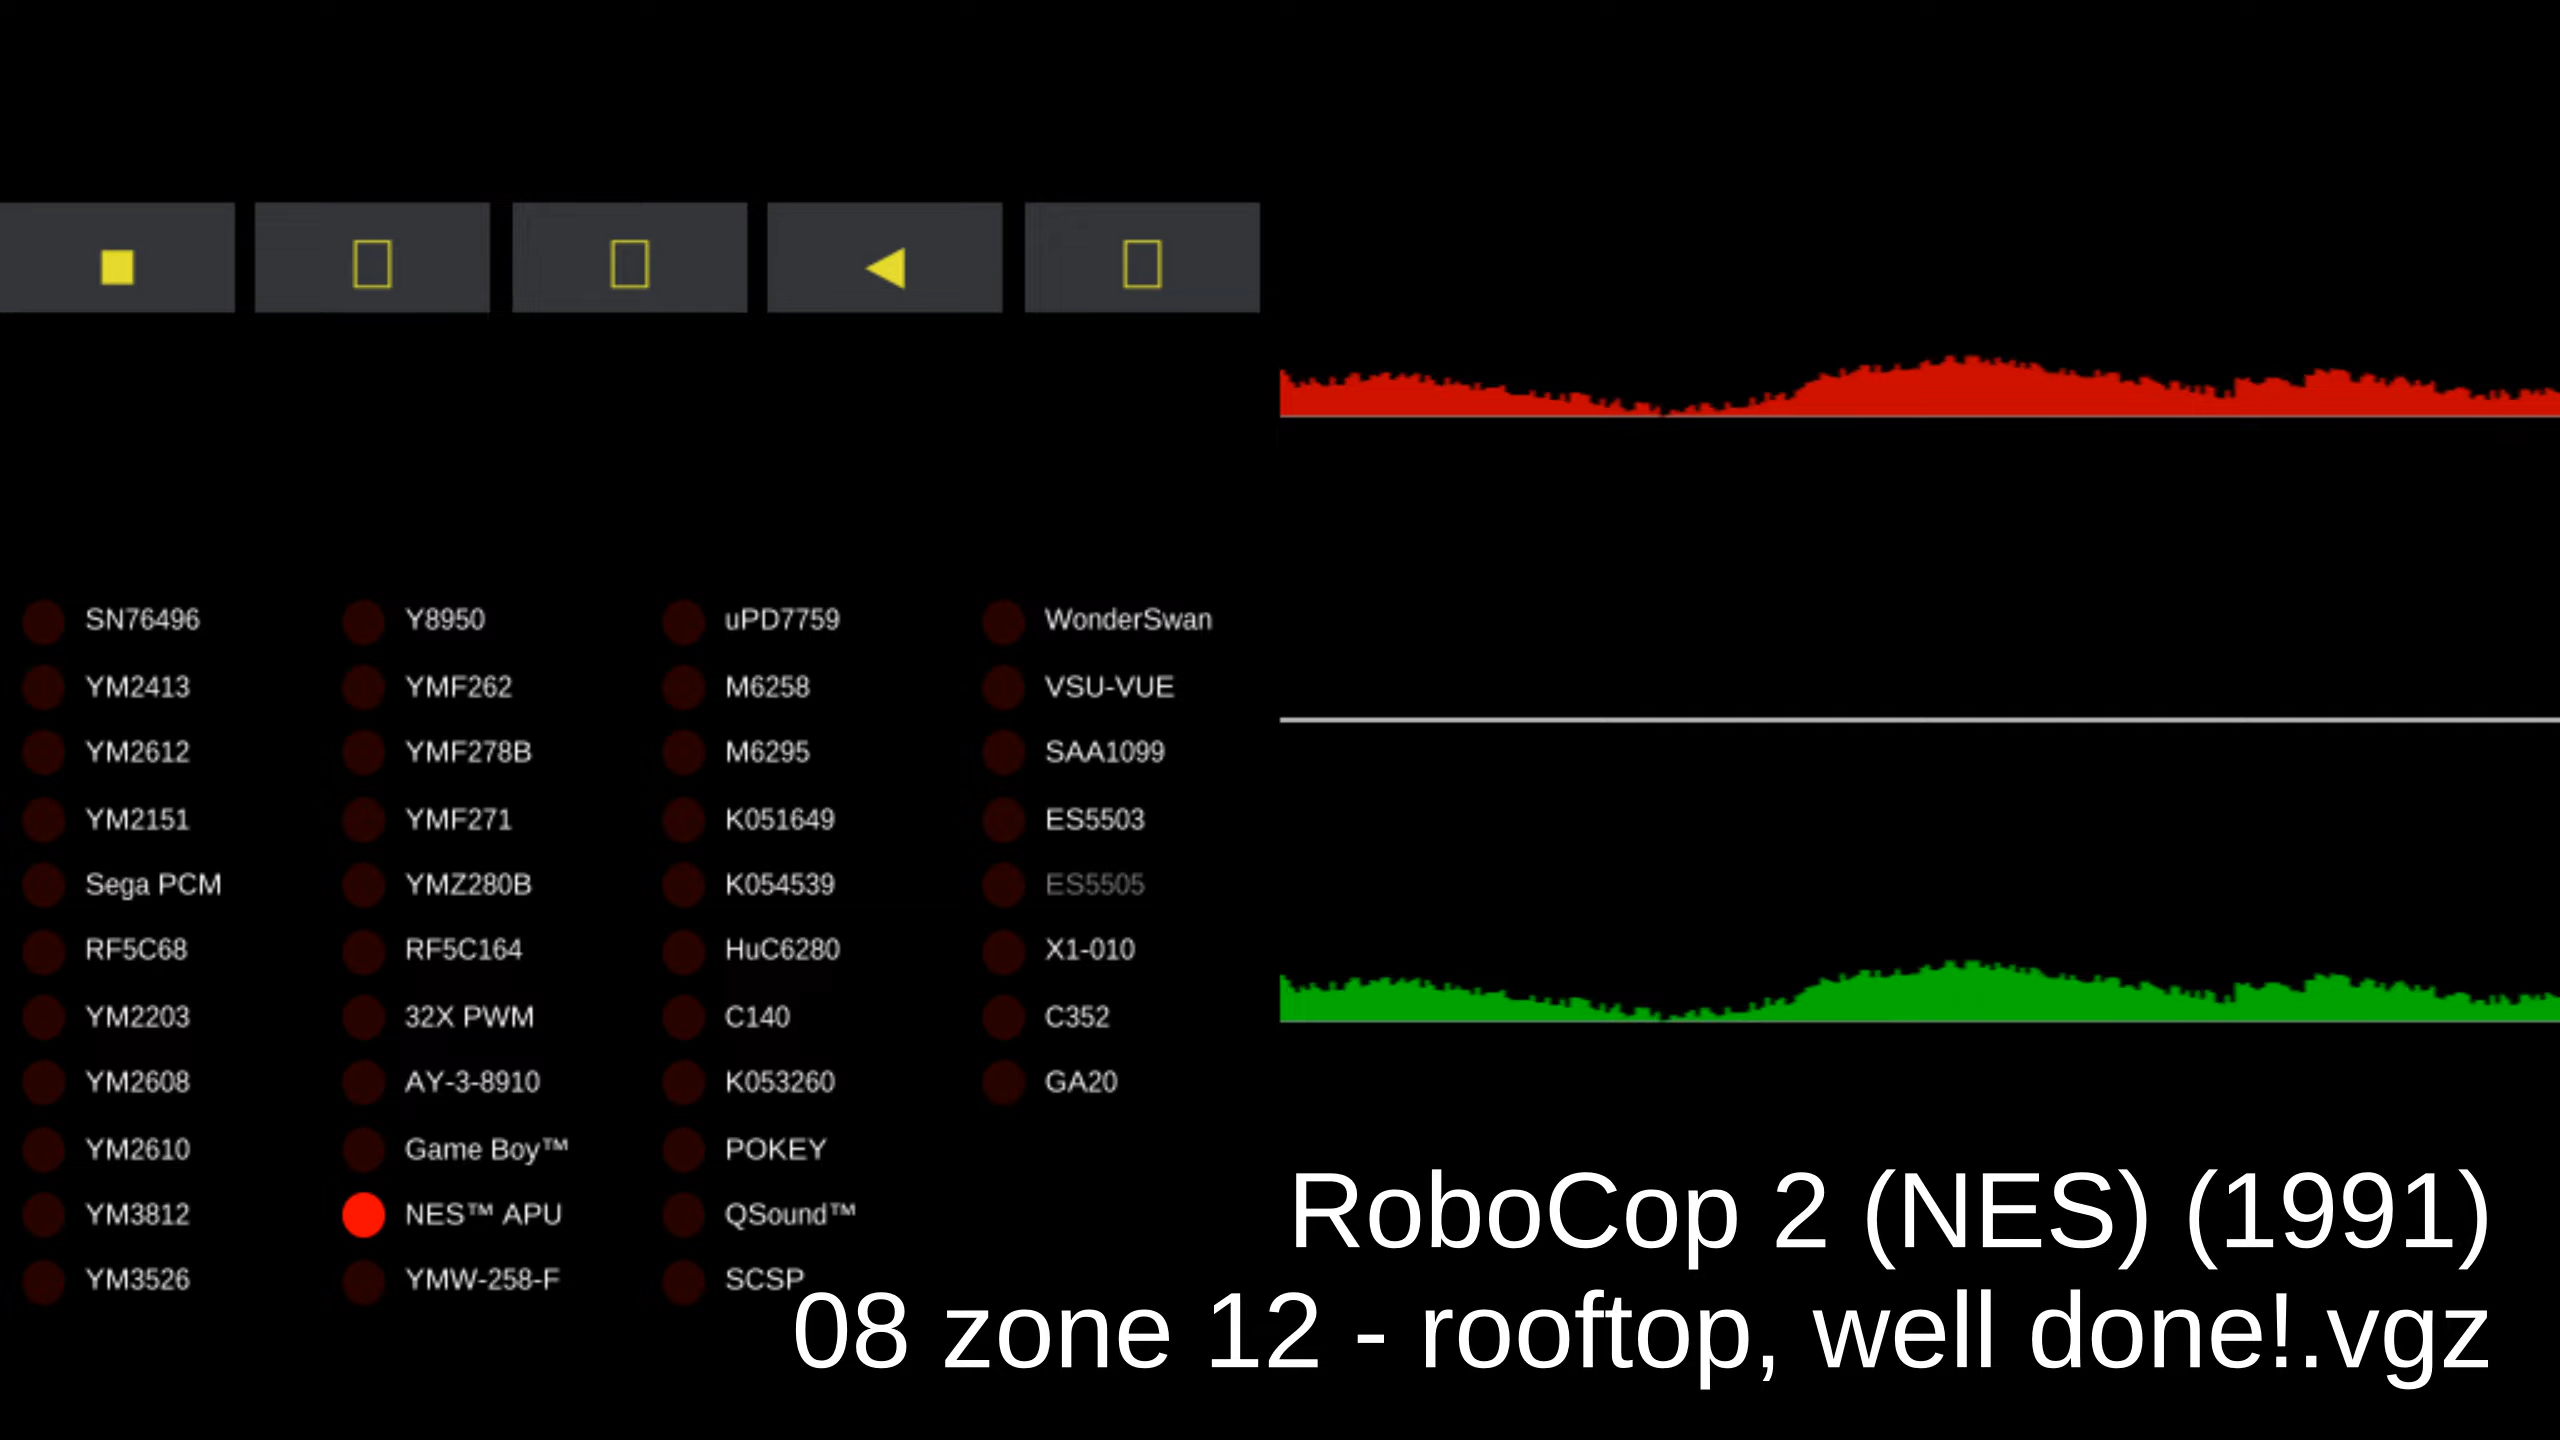 SN76496
YM2413
YM2612
YM2151
Sega PCM
RF5C68
YM2203
YM2608
YM2610
YM3812
YM3526
Y8950
YMF262
YMF278B
YMF271
YMZ280B
RF5C164
32X PWM
AY-3-8910
Game Boy™
NES™ APU
YMW-258-F
uPD7759
M6258
M6295
K051649
K054539
HuC6280
C140
K053260
POKEY
QSound™
SCSP
WonderSwan
VSU-VUE
SAA1099
ES5503
ES5505
X1-010
C352
GA20
RoboCop 2 (NES) (1991)
08 zone 12 - rooftop, well done!.vgz